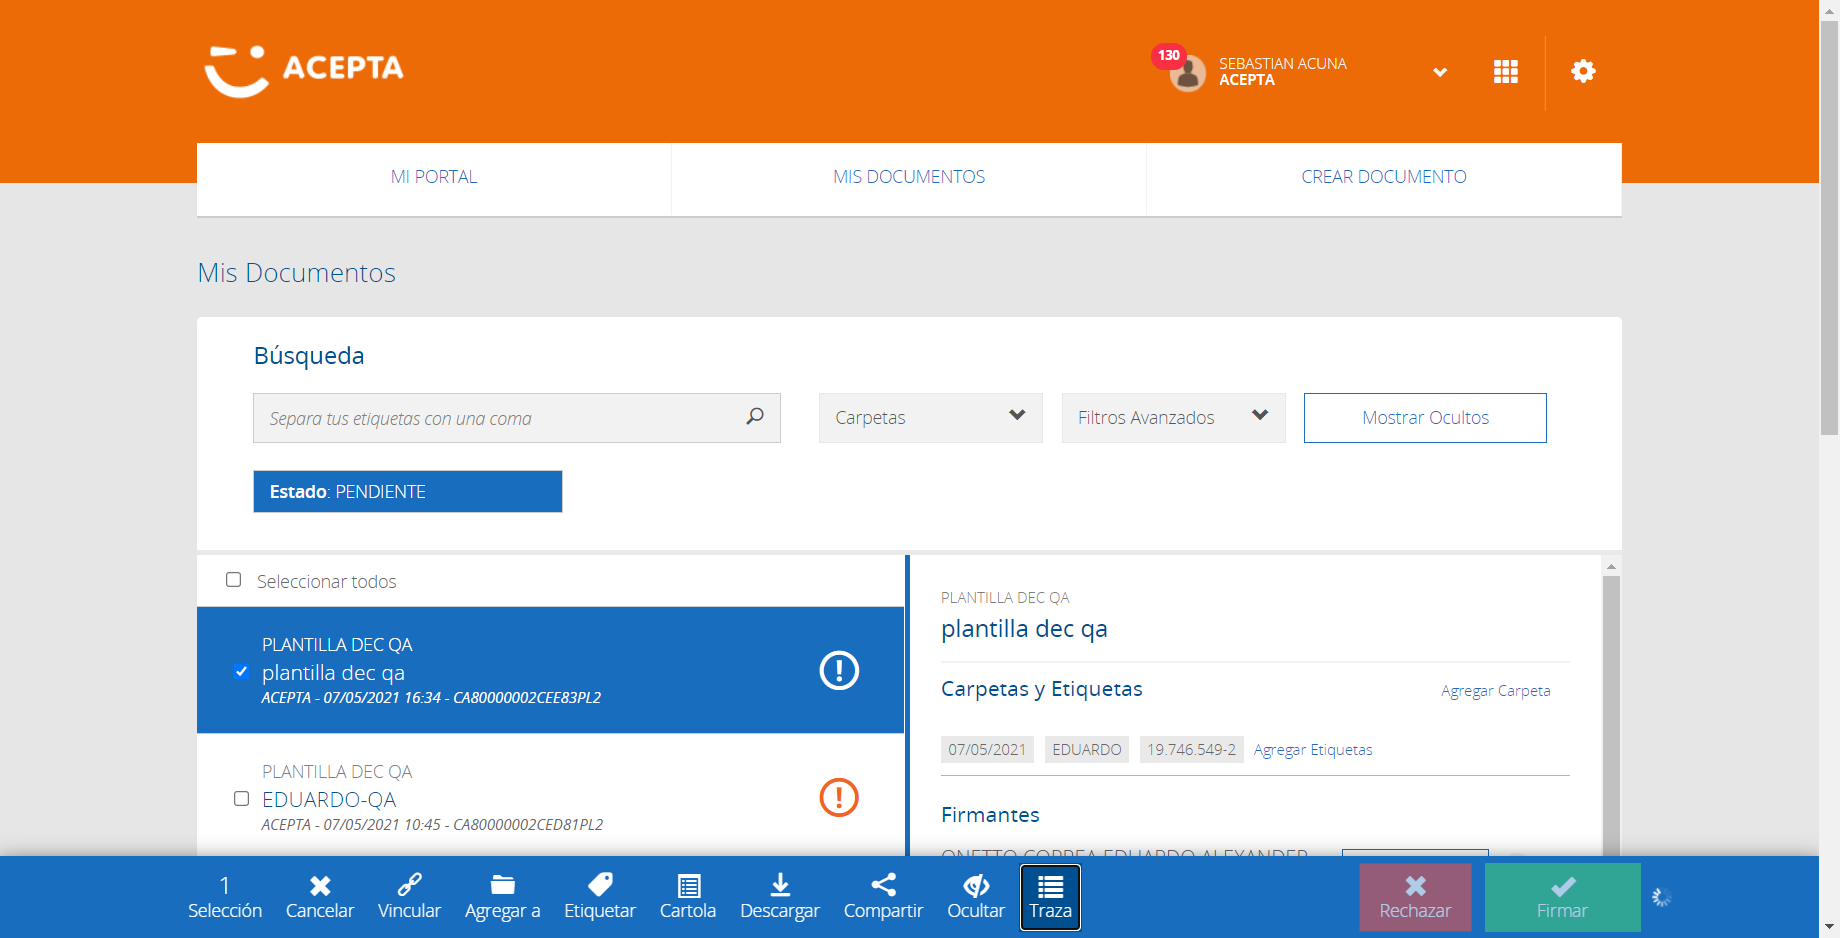 ACEPTA
130
SEBASTIAN ACUNA
ACEPTA
MI PORTAL
MIS DOCUMENTOS
CREAR DOCUMENTO
Mis Documentos
Búsqueda
Separa tus etiquetas con una coma
Carpetas
Filtros Avanzados
Mostrar Ocultos
Estado: PENDIENTE
Seleccionar todos
PLANTILLA DEC QA
plantilla dec qa
ACEPTA - 07/05/2021 16:34 - CA80000002CEE83PL2
PLANTILLA DEC QA
EDUARDO-QA
ACEPTA - 07/05/2021 10:45 - CA80000002CED81PL2
PLANTILLA DEC QA
plantilla dec qa
Carpetas y Etiquetas
Agregar Carpeta
07/05/2021
EDUARDO
19.746.549-2
Agregar Etiquetas
Firmantes
ONETTO CORREA EDUARDO ALEXANDER
1
Selección
Cancelar
Vincular
Agregar a
Etiquetar
Cartola
Descargar
Compartir
Ocultar
Traza
Rechazar
Firmar